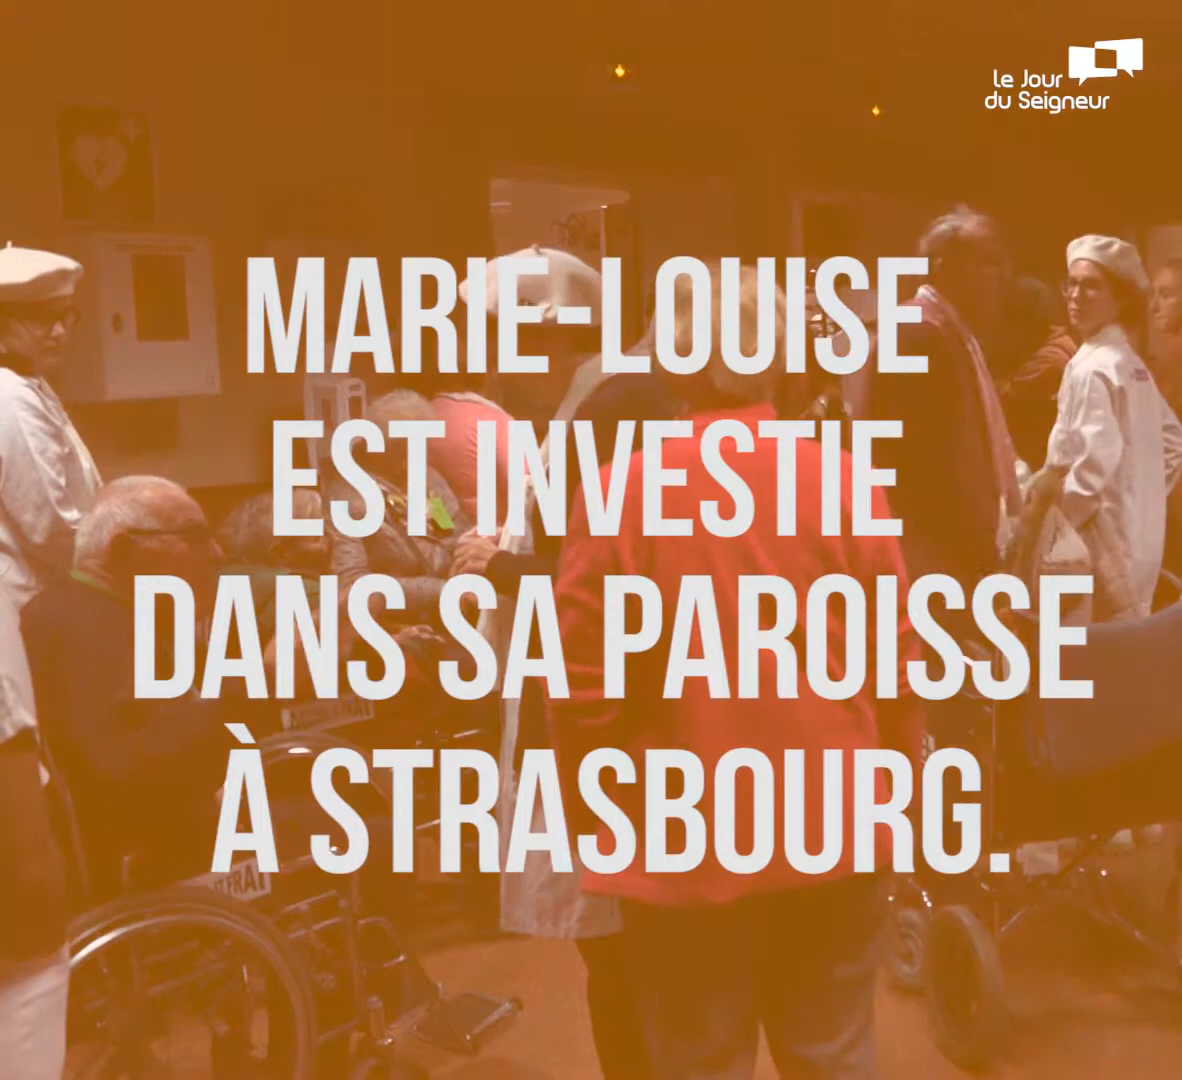 Le Jour
du Seigneur
MARIE-LOUISE
EST INVESTIE
DANS SA PAROISSE
À STRASBOURG.